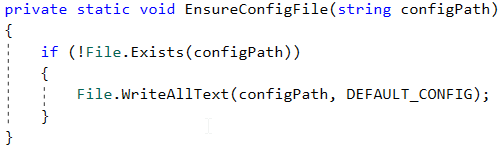 private static void EnsureConfigFile(string configPath)
{
if (!File.Exists(configPath))
{
File.WriteAllText(configPath, DEFAULT_CONFIG);
}
}